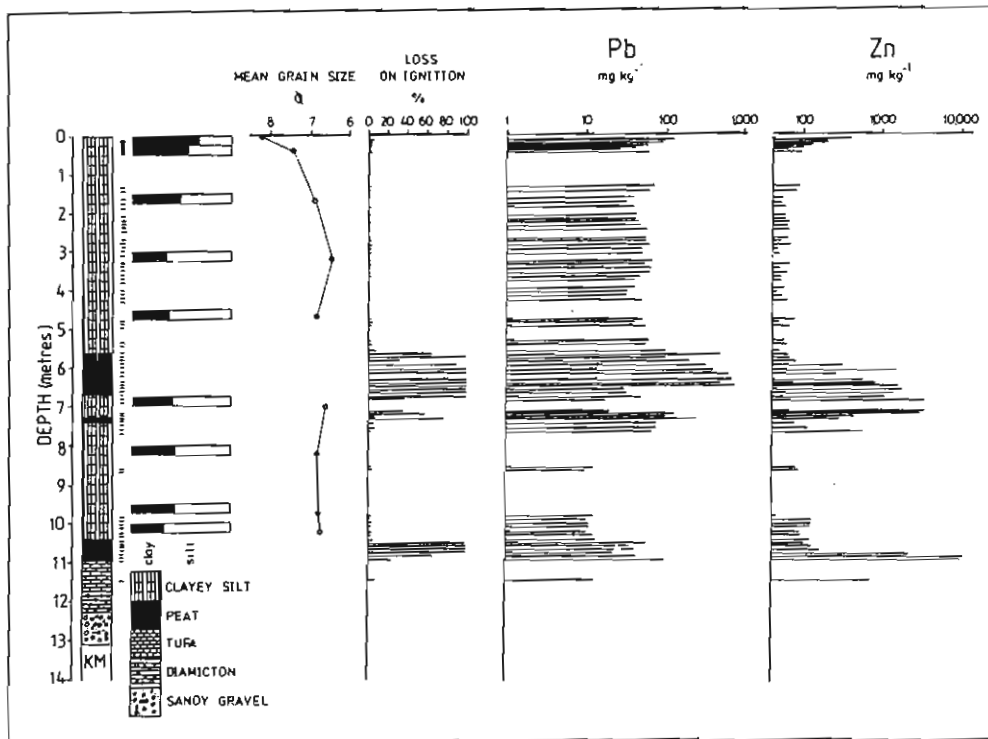 MEAN GRAIN SIZE
Ø
8 7 6
LOSS
ON IGNITION
%
0 20 40 60 80 100
Pb
mg kg⁻
1 10 100 1,000
Zn
mg kg⁻¹
100 1000 10000
DEPTH (metres)
0
1
2
3
4
5
6
7
8
9
10
11
12
13
14
KM
clay
silt
CLAYEY SILT
PEAT
TUFA
DIAMICTON
SANDY GRAVEL